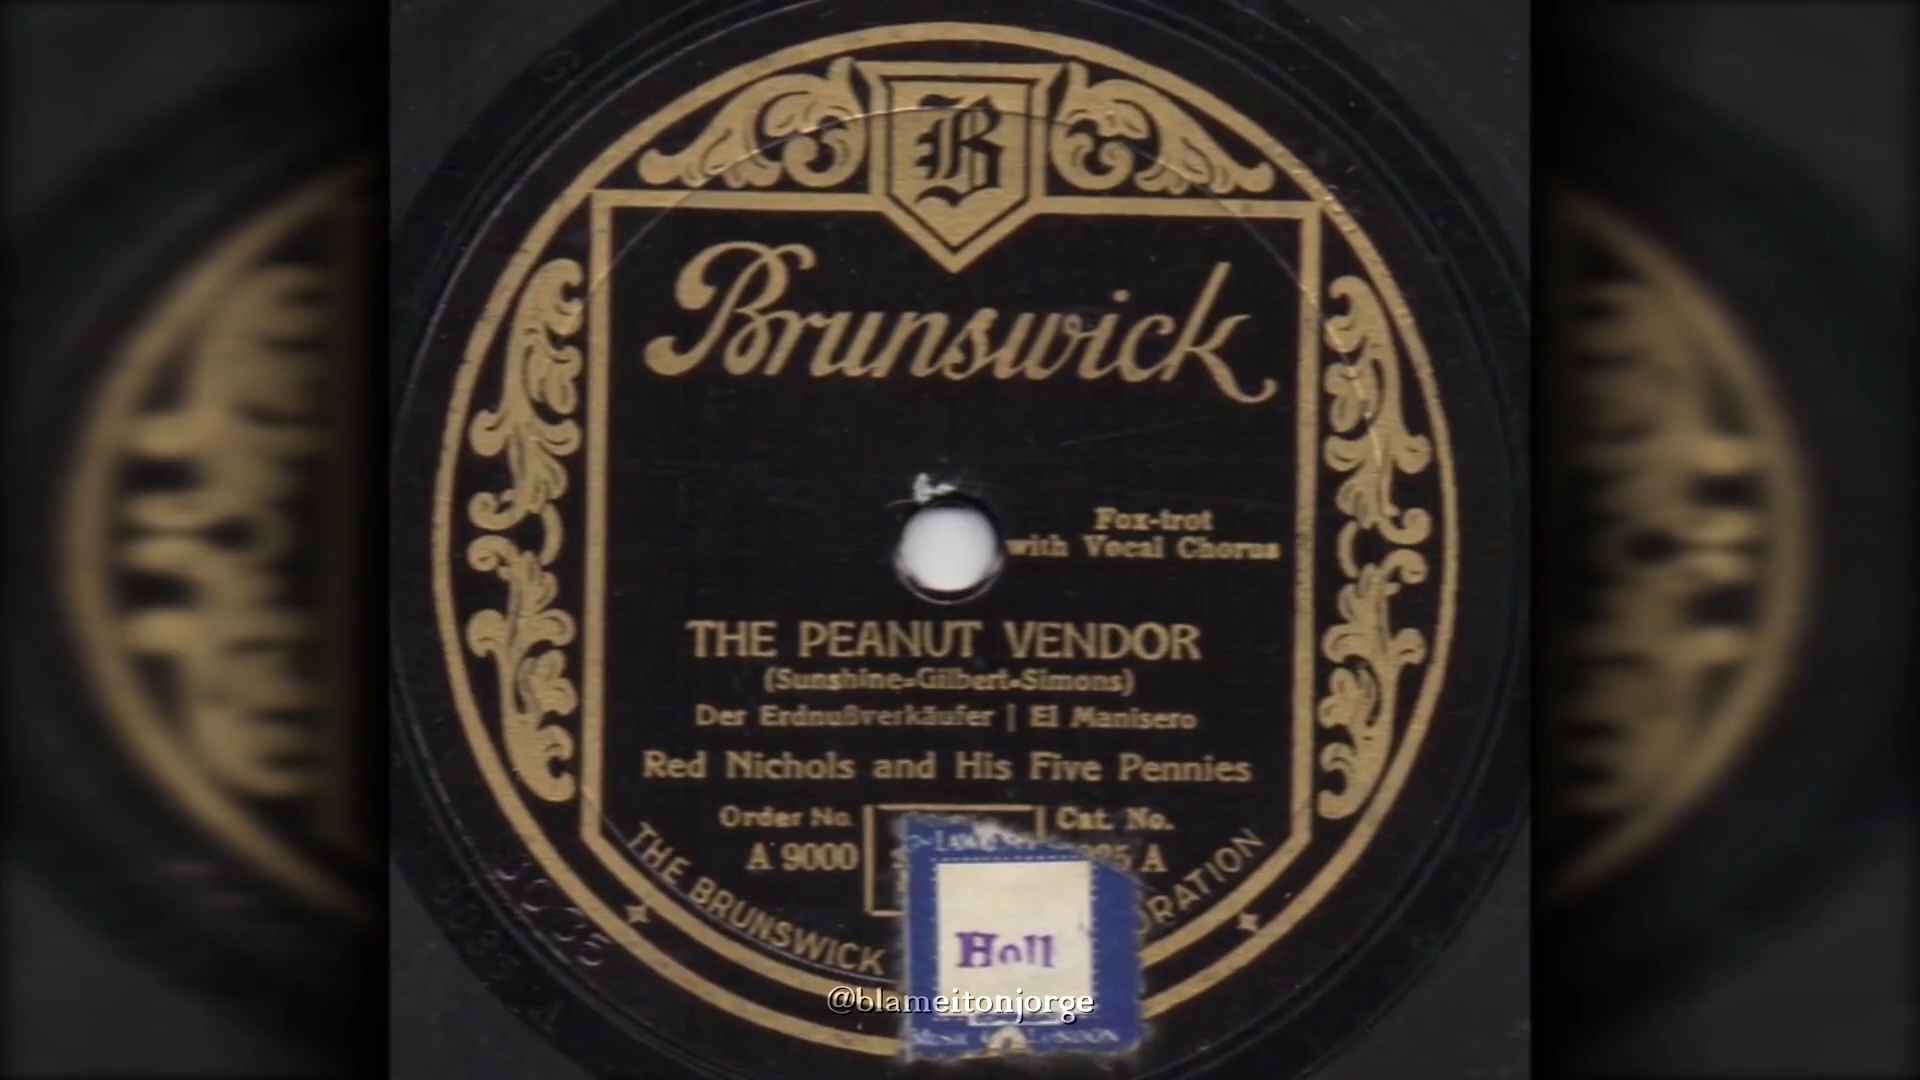 B
Brunswick
Fox-trot
with Vocal Chorus
THE PEANUT VENDOR
(Sunshine-Gilbert-Simons)
Der Erdnußverkäufer | El Manisero
Red Nichols and His Five Pennies
Order No. Cat. No.
A 9000 A
THE BRUNSWICK
Holl
@blameitonjorge
LONDON